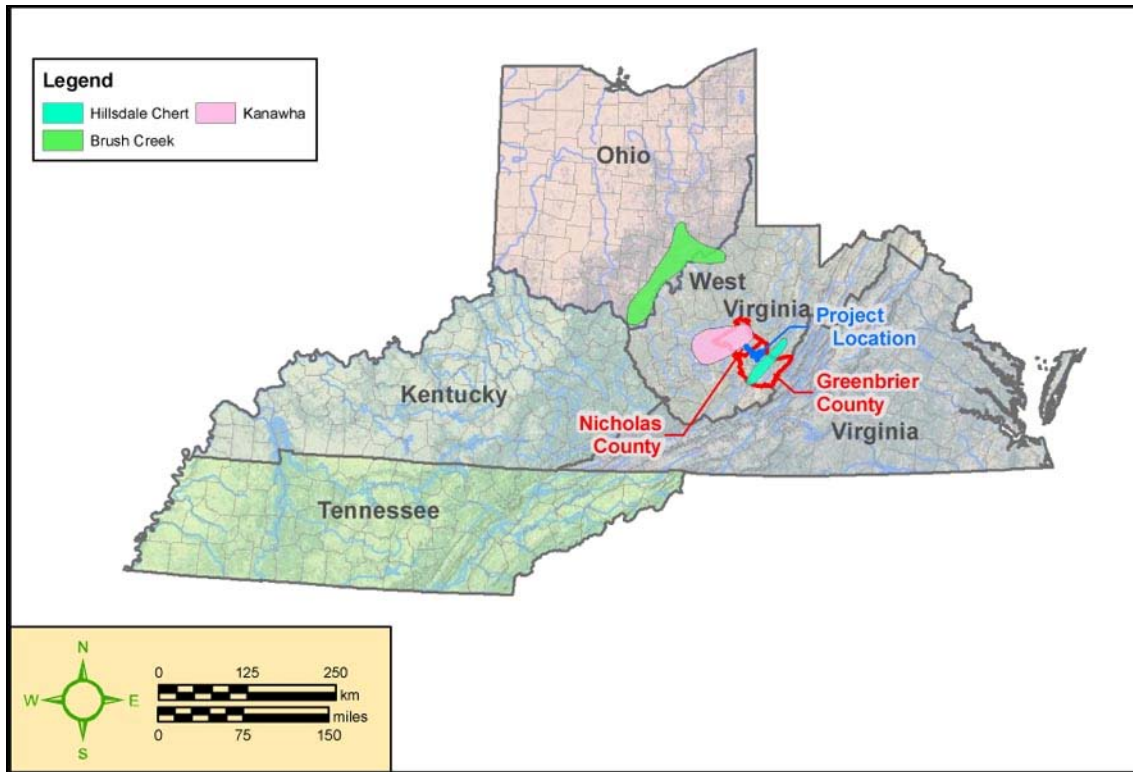 Legend
Hillsdale Chert
Kanawha
Brush Creek
Ohio
West
Virginia
Project
Location
Kentucky
Greenbrier
County
Nicholas
County
Virginia
Tennessee
N
W
E
S
0 125 250
km
miles
0 75 150